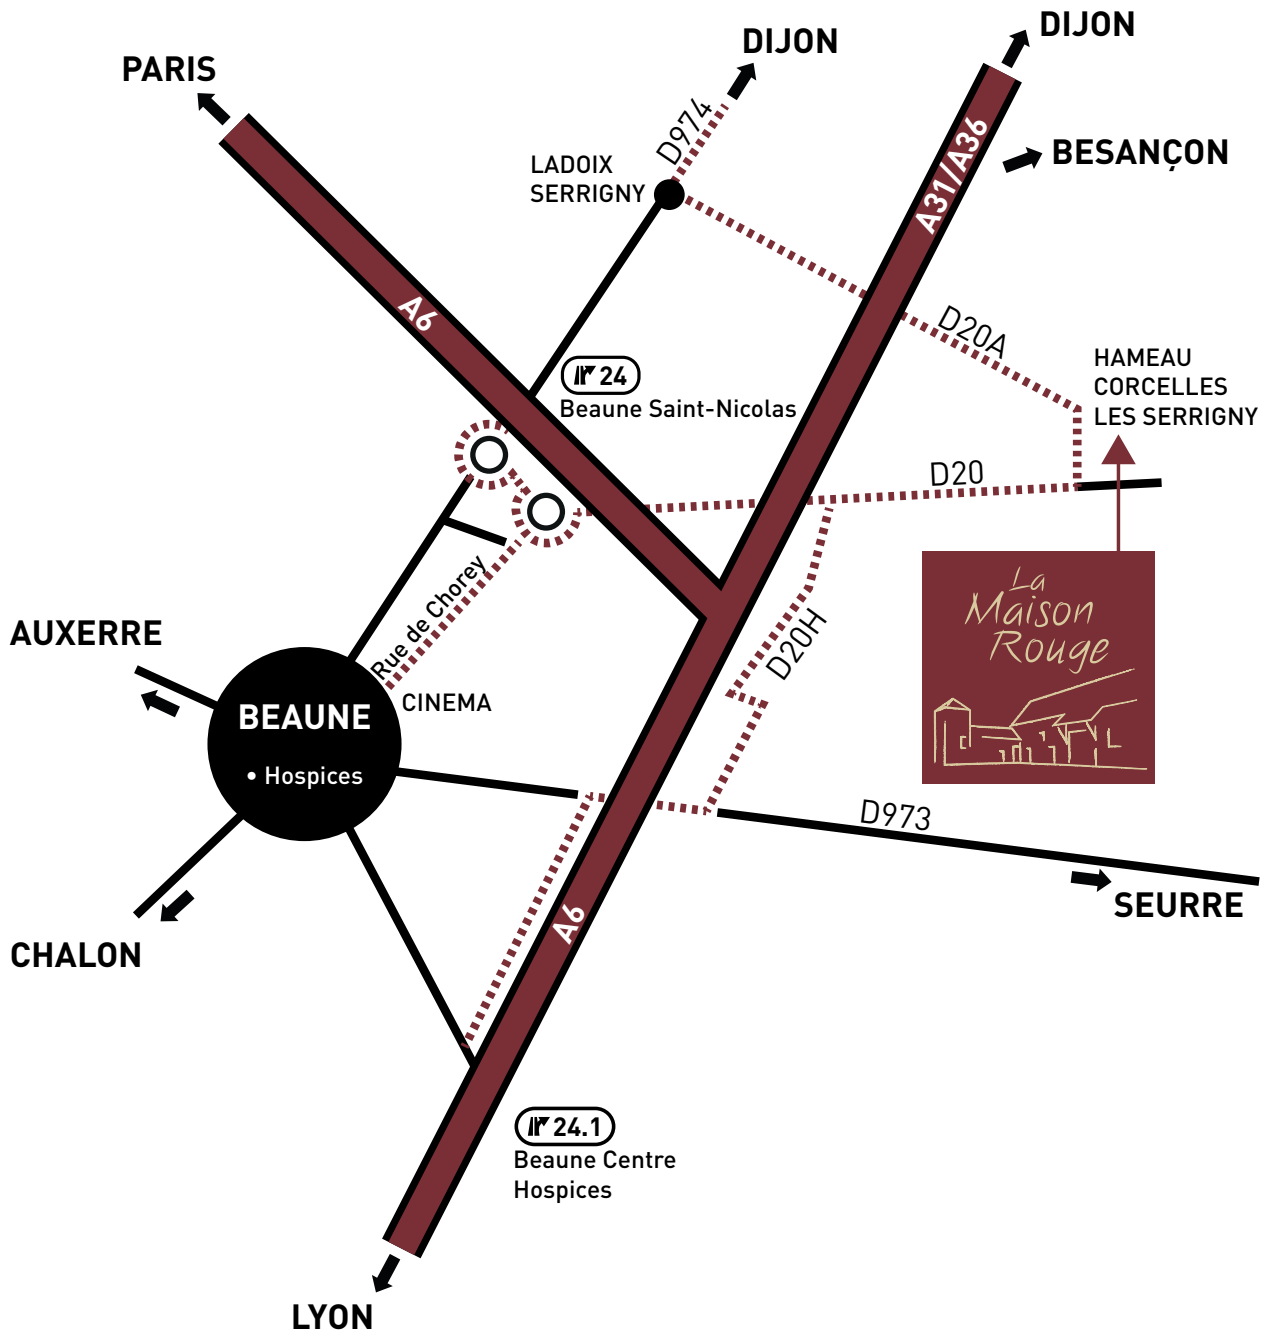 DIJON
DIJON
PARIS
D974
A31/A36
BESANÇON
LADOIX
SERRIGNY
A6
D20A
HAMEAU
CORCELLES
LES SERRIGNY
24
Beaune Saint-Nicolas
D20
La
Maison
Rouge
Rue de Chorey
D20H
AUXERRE
CINEMA
BEAUNE
• Hospices
D973
SEURRE
A6
CHALON
24.1
Beaune Centre
Hospices
LYON